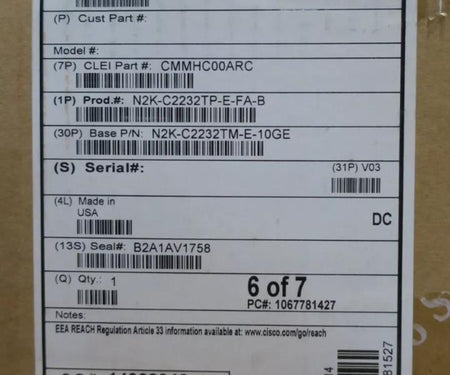 (P) Cust Part #:
Model #:
(7P) CLEI Part #: CMMHC00ARC
(1P) Prod.#: N2K-C2232TP-E-FA-B
(30P) Base P/N: N2K-C2232TM-E-10GE
(S) Serial#:
(31P) V03
(4L) Made in
USA
DC
(13S) Seal#: B2A1AV1758
(Q) Qty.: 1
6 of 7
PC#: 1067781427
Notes:
EEA REACH Regulation Article 33 information available at: www.cisco.com/go/reach
81527